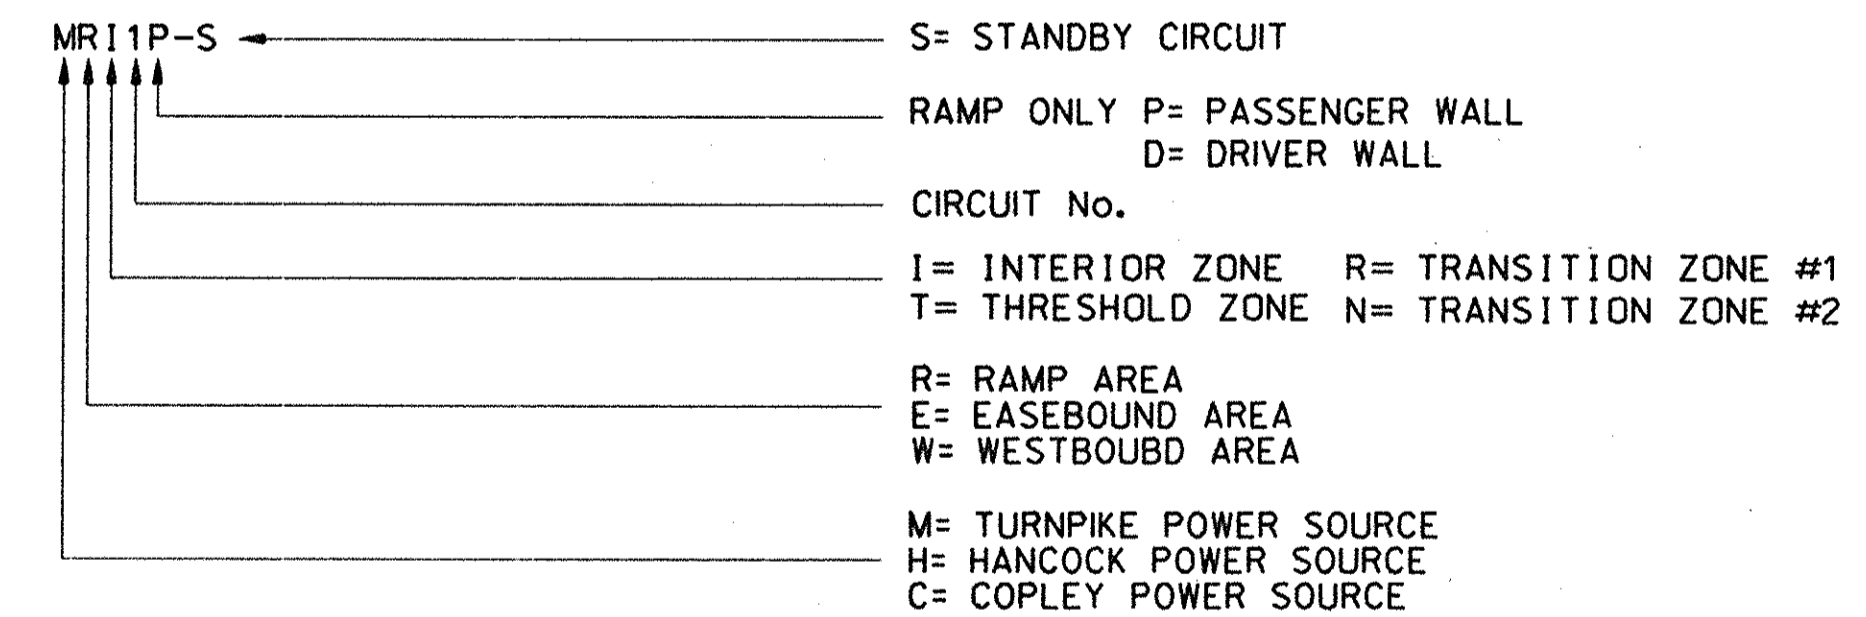 MRI1P-S
S= STANDBY CIRCUIT
RAMP ONLY P= PASSENGER WALL
D= DRIVER WALL
CIRCUIT No.
I= INTERIOR ZONE R= TRANSITION ZONE #1
T= THRESHOLD ZONE N= TRANSITION ZONE #2
R= RAMP AREA
E= EASEBOUND AREA
W= WESTBOUBD AREA
M= TURNPIKE POWER SOURCE
H= HANCOCK POWER SOURCE
C= COPLEY POWER SOURCE